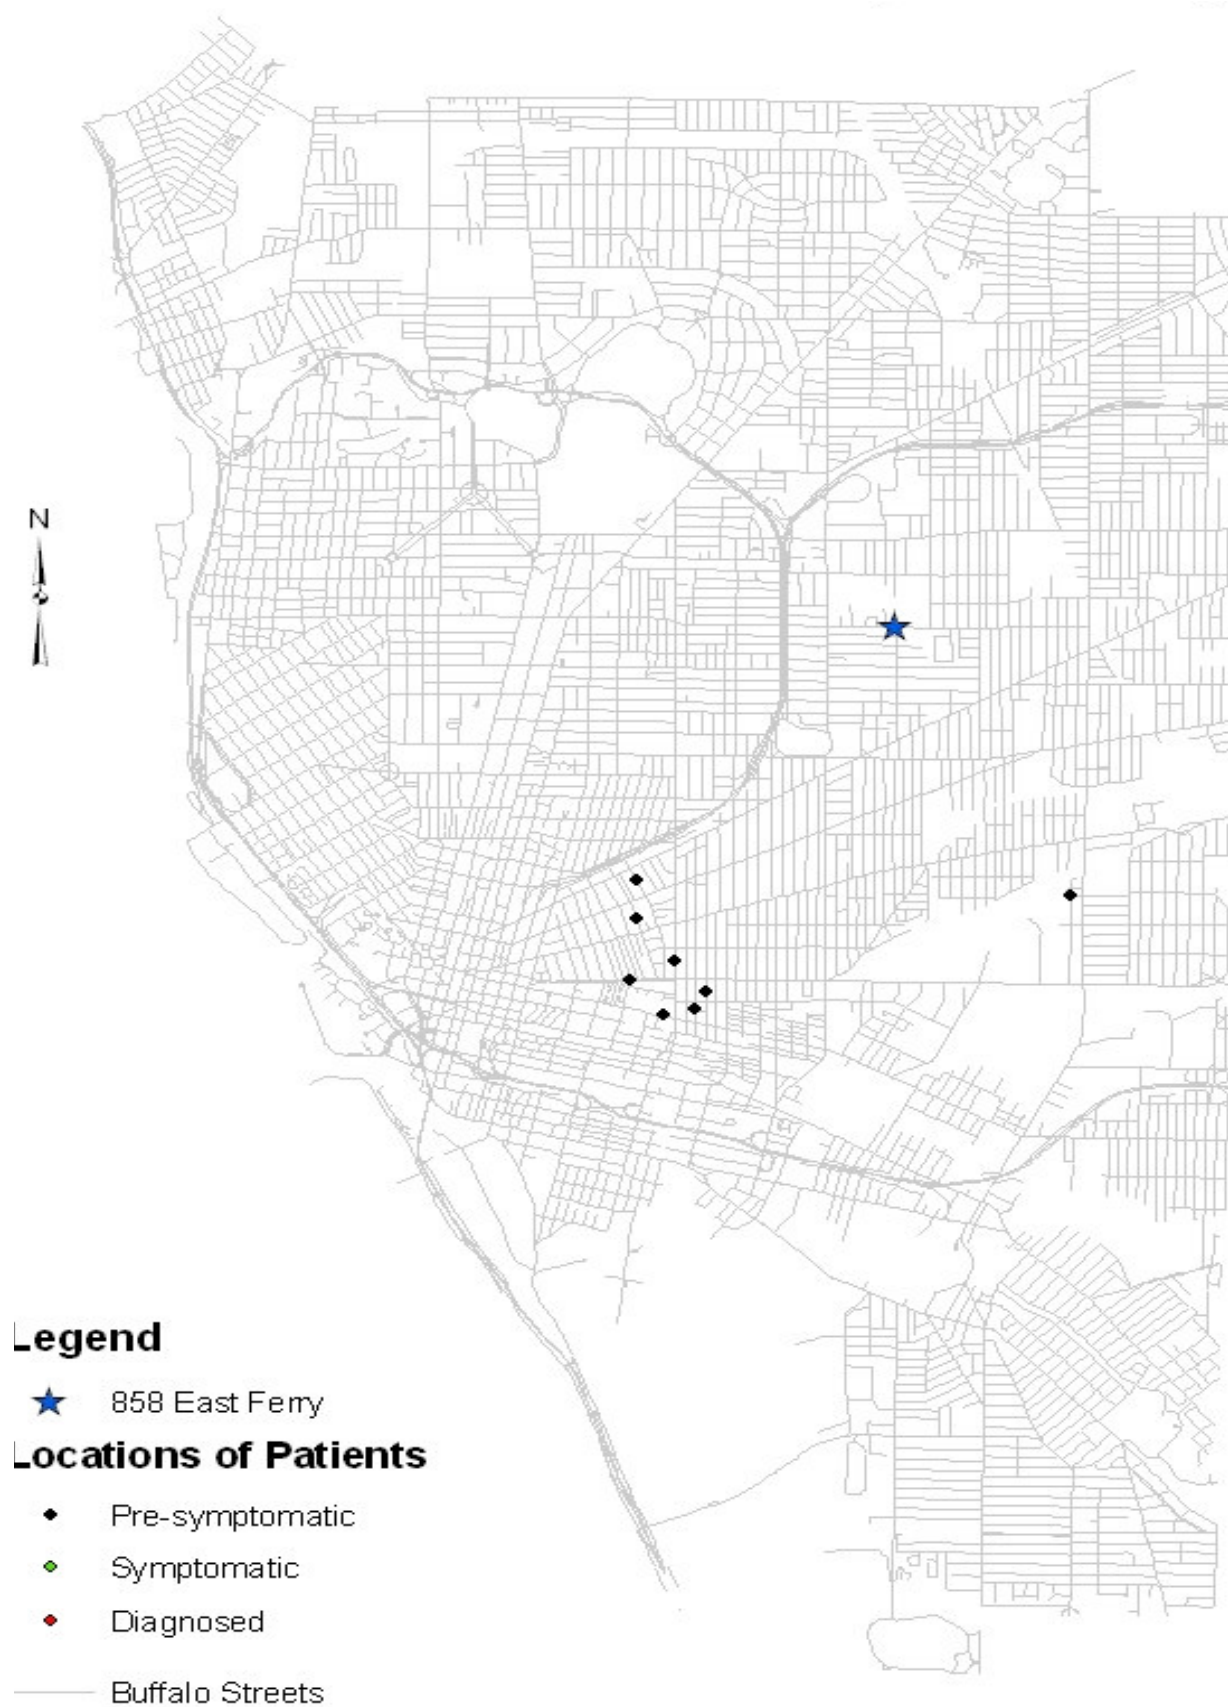 N
Legend
858 East Ferry
Locations of Patients
Pre-symptomatic
Symptomatic
Diagnosed
Buffalo Streets